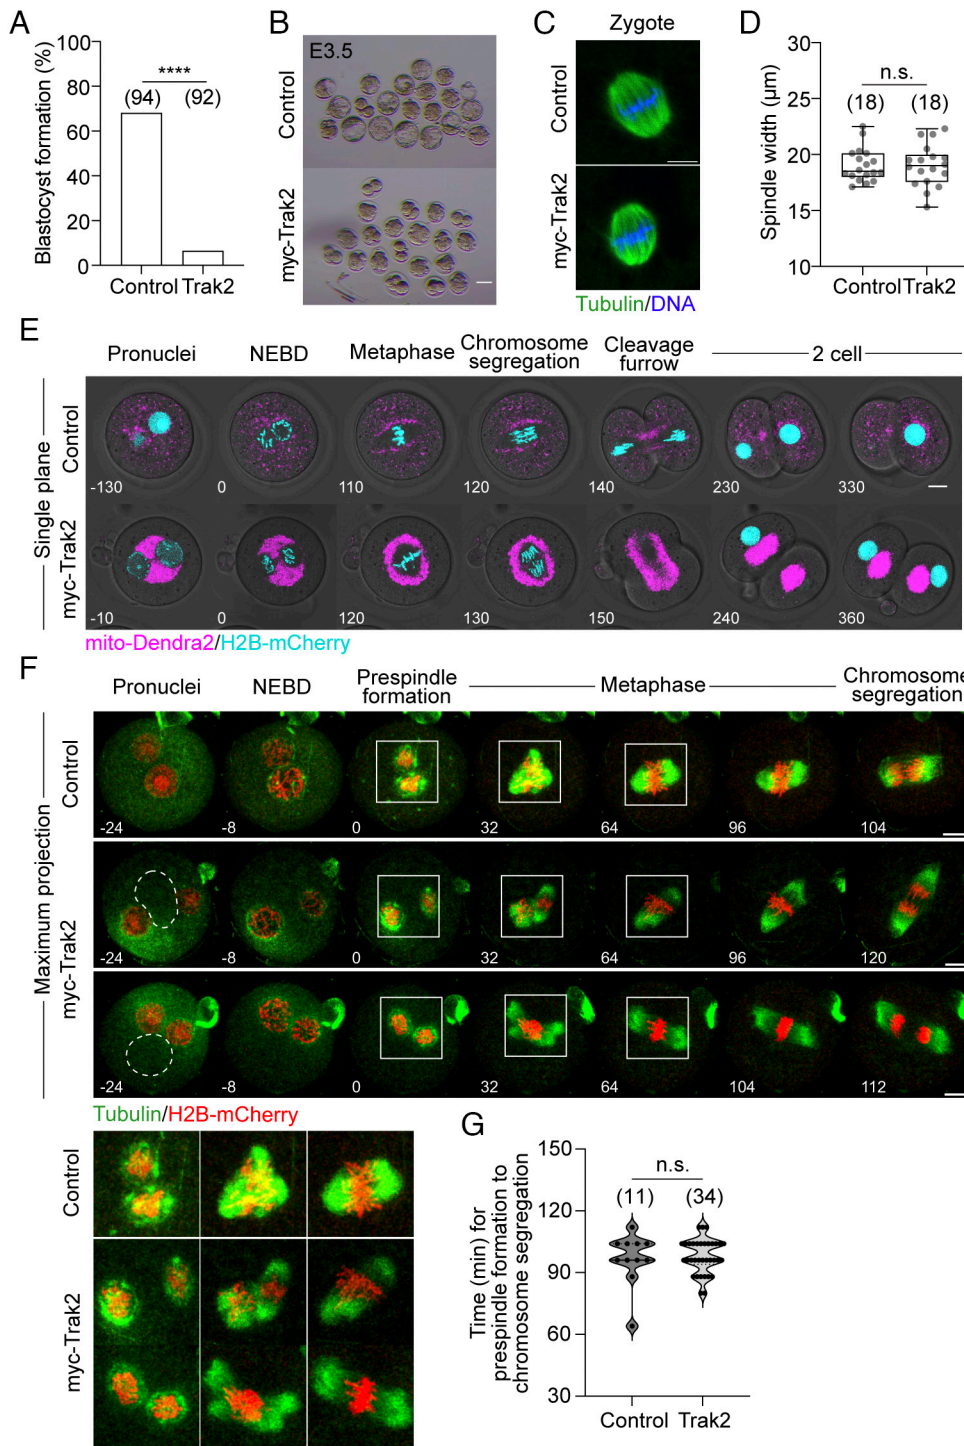 A
Blastocyst formation (%)
100
80
60
40
20
0
****
(94) (92)
Control Trak2
B
E3.5
Control
myc-Trak2
C
Zygote
Control
myc-Trak2
Tubulin/DNA
D
Spindle width (μm)
30
25
20
15
10
n.s.
(18) (18)
Control Trak2
E
Pronuclei NEBD Metaphase Chromosome segregation Cleavage furrow 2 cell
Single plane
Control
-130 0 110 120 140 230 330
myc-Trak2
-10 0 120 130 150 240 360
mito-Dendra2/H2B-mCherry
F
Pronuclei NEBD Prespindle formation Metaphase Chromosome segregation
Maximum projection
Control
-24 -8 0 32 64 96 104
myc-Trak2
-24 -8 0 32 64 96 120
-24 -8 0 32 64 104 112
Tubulin/H2B-mCherry
Control
myc-Trak2
G
Time (min) for
prespindle formation to
chromosome segregation
150
120
90
60
30
n.s.
(11) (34)
Control Trak2